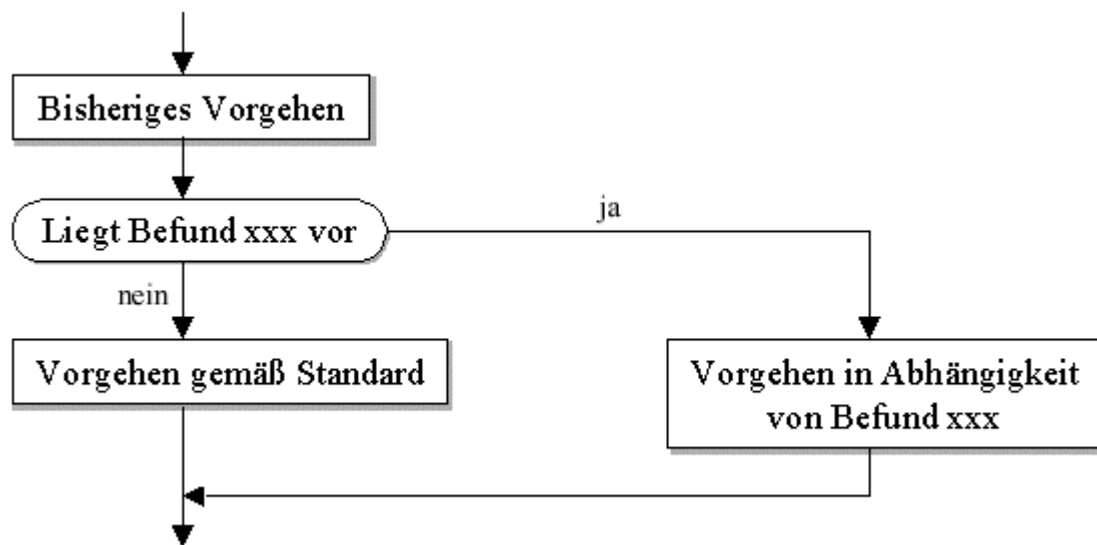 Bisheriges Vorgehen
Liegt Befund xxx vor
ja
nein
Vorgehen gemäß Standard
Vorgehen in Abhängigkeit
von Befund xxx